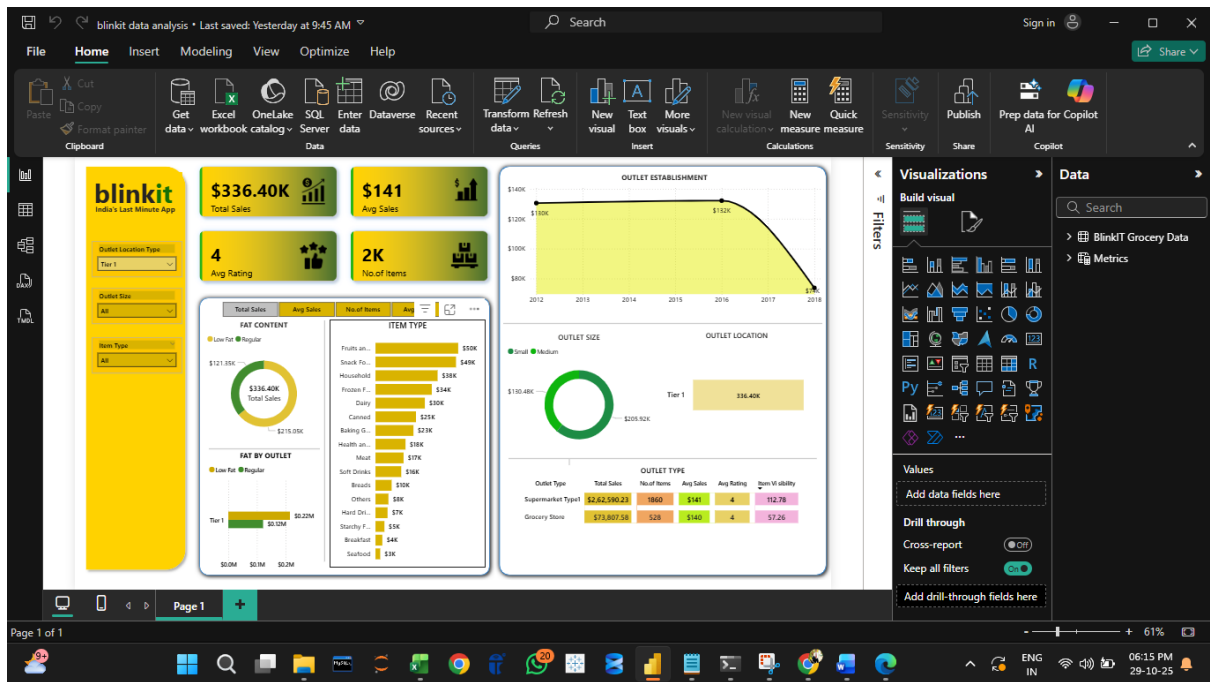 blinkit data analysis • Last saved: Yesterday at 9:45 AM
Search
Sign in
File Home Insert Modeling View Optimize Help
Share
Paste
Cut
Copy
Format painter
Clipboard
Get data
Excel workbook
OneLake catalog
SQL Server
Enter data
Dataverse
Recent sources
Data
Transform data
Refresh
Queries
New visual
Text box
More visuals
Insert
New visual calculation
New measure
Quick measure
Calculations
Sensitivity
Sensitivity
Publish
Share
Prep data for AI
Copilot
Copilot
blinkit
India's Last Minute App
Outlet Location Type
Tier 1
Outlet Size
All
Item Type
All
$336.40K
Total Sales
$141
Avg Sales
4
Avg Rating
2K
No.of Items
Total Sales
Avg Sales
No.of Items
Avg
FAT CONTENT
Low Fat Regular
$121.35K
$336.40K
Total Sales
$215.05K
FAT BY OUTLET
Low Fat Regular
Tier 1
$0.22M
$0.12M
$0.0M $0.1M $0.2M
ITEM TYPE
Fruits an... $50K
Snack Fo... $49K
Household $38K
Frozen F... $34K
Dairy $30K
Canned $25K
Baking G... $23K
Health an... $18K
Meat $17K
Soft Drinks $16K
Breads $10K
Others $8K
Hard Dri... $7K
Starchy F... $5K
Breakfast $4K
Seafood $3K
OUTLET ESTABLISHMENT
$140K
$120K
$100K
$80K
$132K
2012 2013 2014 2015 2016 2017 2018
OUTLET SIZE
Small Medium
$130.48K
$205.92K
OUTLET LOCATION
Tier 1
336.40K
OUTLET TYPE
Outlet Type Total Sales No.of Items Avg Sales Avg Rating Item Visibility
Supermarket Type1 $2,62,590.23 1860 $141 4 112.78
Grocery Store $73,807.58 528 $140 4 57.26
Filters
Visualizations
Build visual
123
R
Py
Values
Add data fields here
Drill through
Cross-report
Off
Keep all filters
On
Add drill-through fields here
Data
Search
BlinkIT Grocery Data
Metrics
DAX
TMDL
Page 1
Page 1 of 1
61%
9+
20
ENG
IN
06:15 PM
29-10-25